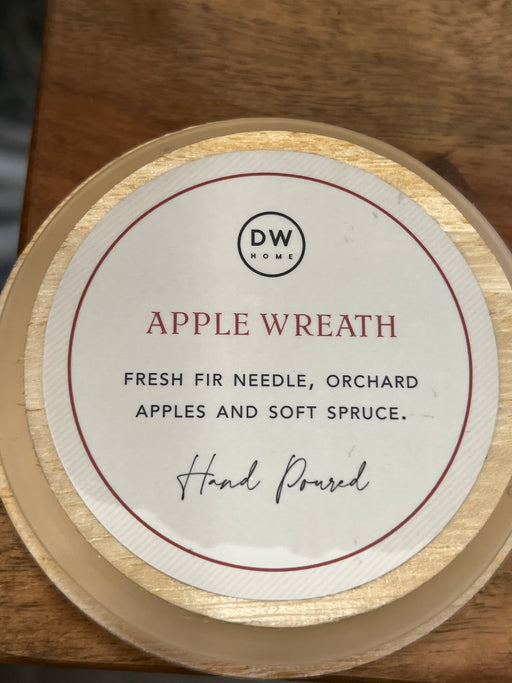 DW
HOME
APPLE WREATH
FRESH FIR NEEDLE, ORCHARD
APPLES AND SOFT SPRUCE.
Hand Poured